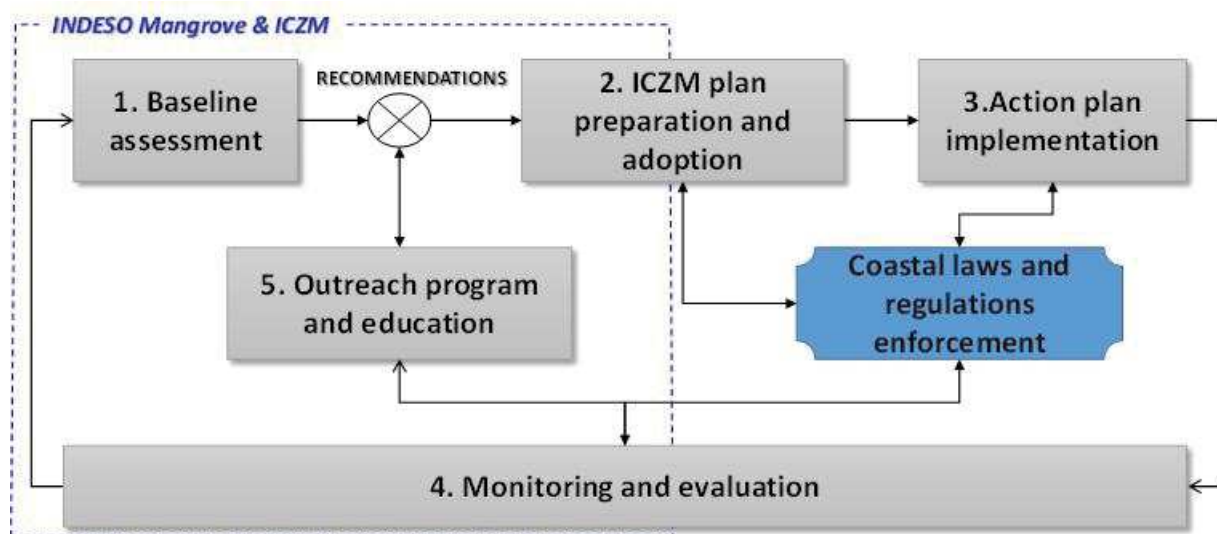 INDESO Mangrove & ICZM
1. Baseline
assessment
RECOMMENDATIONS
2. ICZM plan
preparation and
adoption
3.Action plan
implementation
5. Outreach program
and education
Coastal laws and
regulations
enforcement
4. Monitoring and evaluation